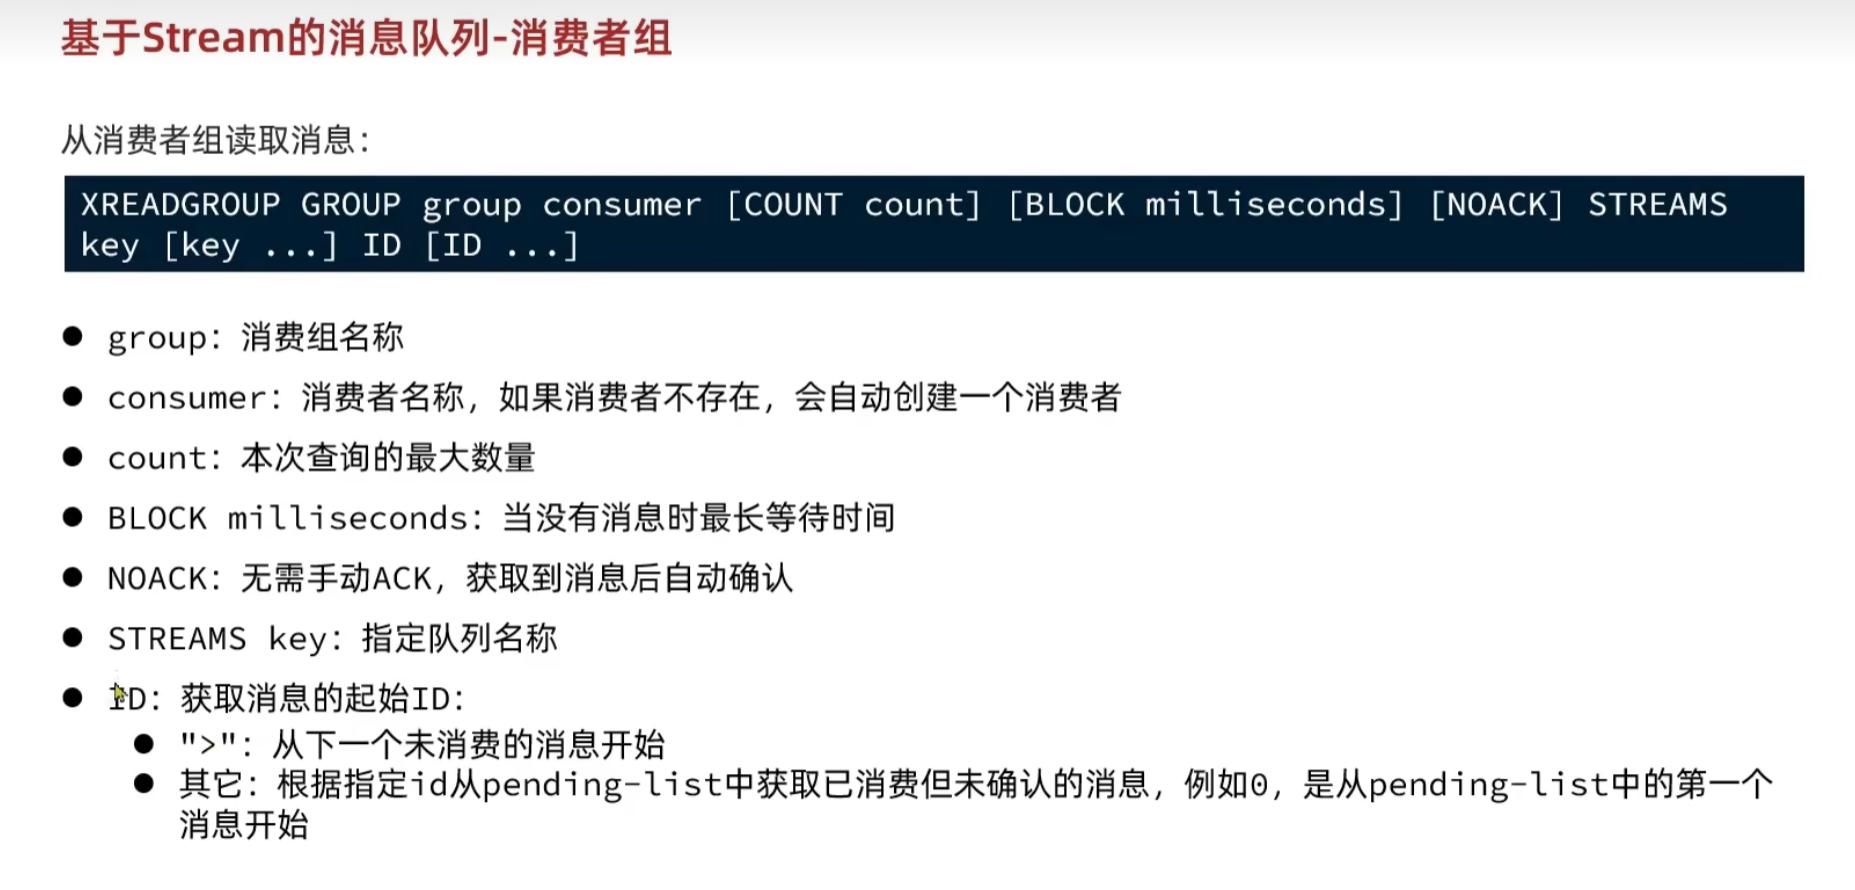 基于Stream的消息队列-消费者组
从消费者组读取消息：
XREADGROUP GROUP group consumer [COUNT count] [BLOCK milliseconds] [NOACK] STREAMS
key [key ...] ID [ID ...]
● group：消费组名称
● consumer：消费者名称，如果消费者不存在，会自动创建一个消费者
● count：本次查询的最大数量
● BLOCK milliseconds：当没有消息时最长等待时间
● NOACK：无需手动ACK，获取到消息后自动确认
● STREAMS key：指定队列名称
● ID：获取消息的起始ID：
● ">"：从下一个未消费的消息开始
● 其它：根据指定id从pending-list中获取已消费但未确认的消息，例如0，是从pending-list中的第一个
消息开始